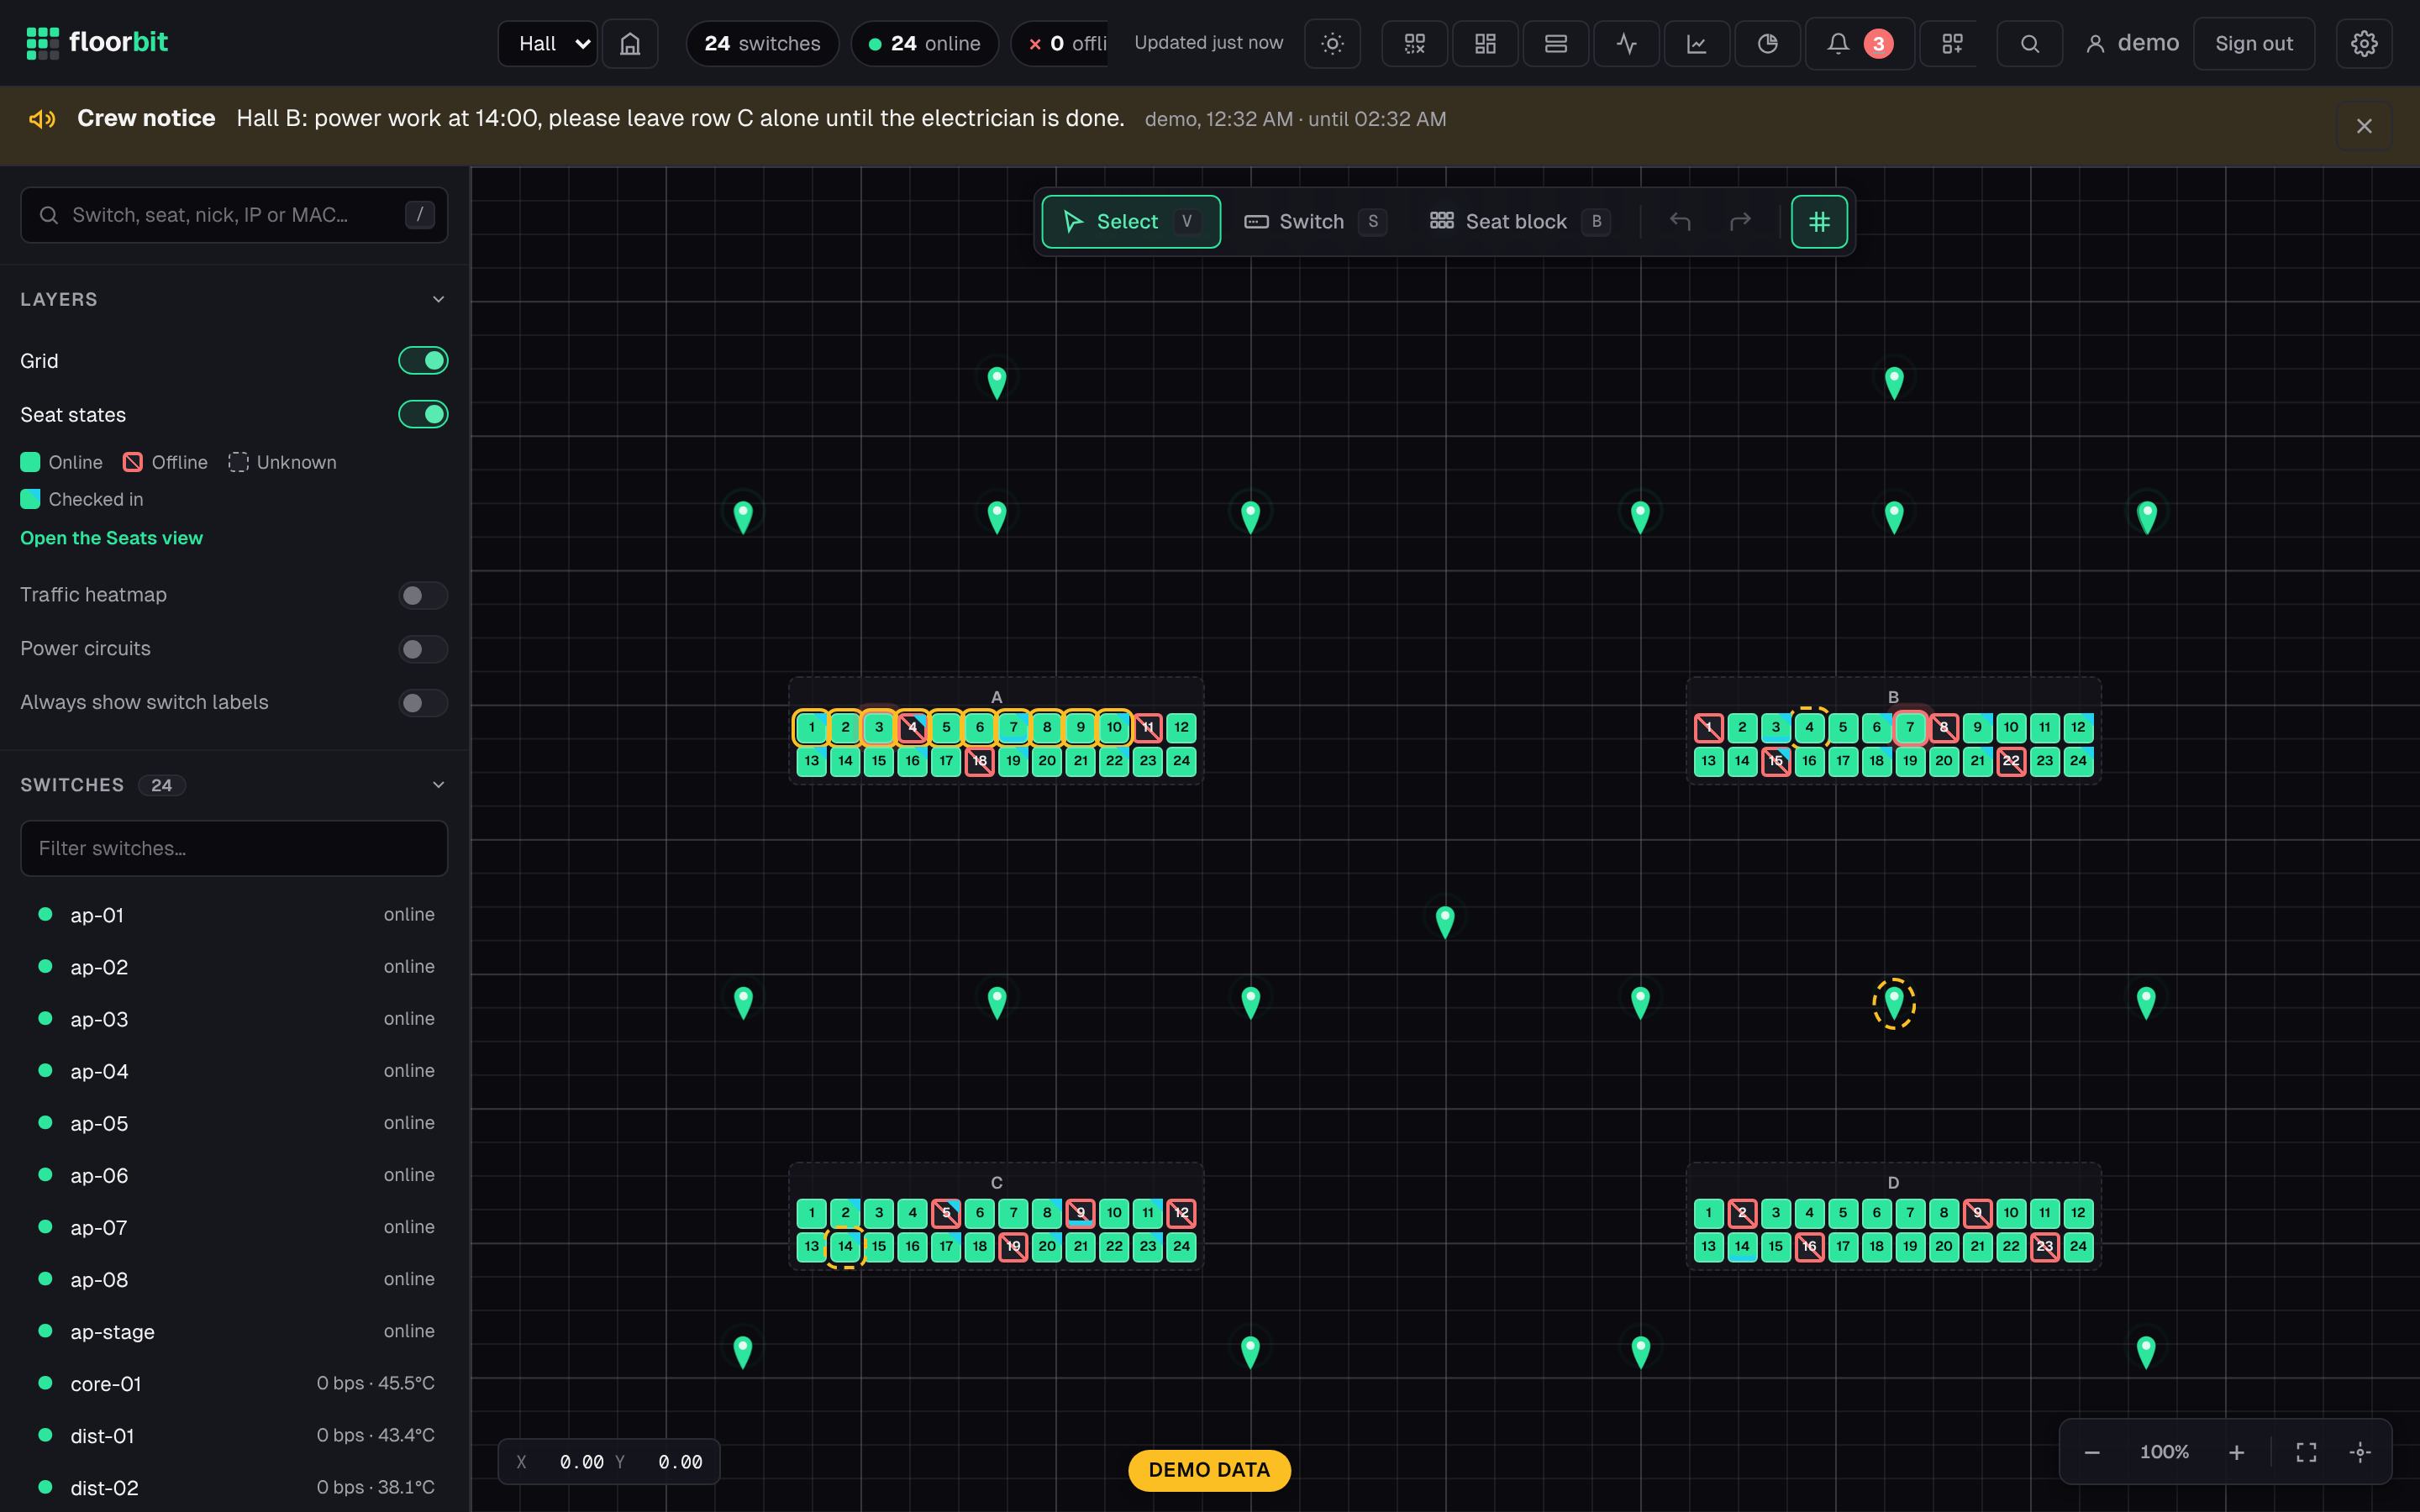 floorbit
Hall
24 switches
24 online
× 0 offli
Updated just now
3
demo
Sign out
Crew notice Hall B: power work at 14:00, please leave row C alone until the electrician is done. demo, 12:32 AM · until 02:32 AM
Switch, seat, nick, IP or MAC... /
Select V
Switch S
Seat block B
LAYERS
Grid
Seat states
Online Offline Unknown
Checked in
Open the Seats view
Traffic heatmap
Power circuits
Always show switch labels
SWITCHES 24
Filter switches...
ap-01 online
ap-02 online
ap-03 online
ap-04 online
ap-05 online
ap-06 online
ap-07 online
ap-08 online
ap-stage online
core-01 0 bps · 45.5°C
dist-01 0 bps · 43.4°C
dist-02 0 bps · 38.1°C
A
1 2 3 4 5 6 7 8 9 10 11 12
13 14 15 16 17 18 19 20 21 22 23 24
B
1 2 3 4 5 6 7 8 9 10 11 12
13 14 15 16 17 18 19 20 21 22 23 24
C
1 2 3 4 5 6 7 8 9 10 11 12
13 14 15 16 17 18 19 20 21 22 23 24
D
1 2 3 4 5 6 7 8 9 10 11 12
13 14 15 16 17 18 19 20 21 22 23 24
X 0.00 Y 0.00
DEMO DATA
− 100% +